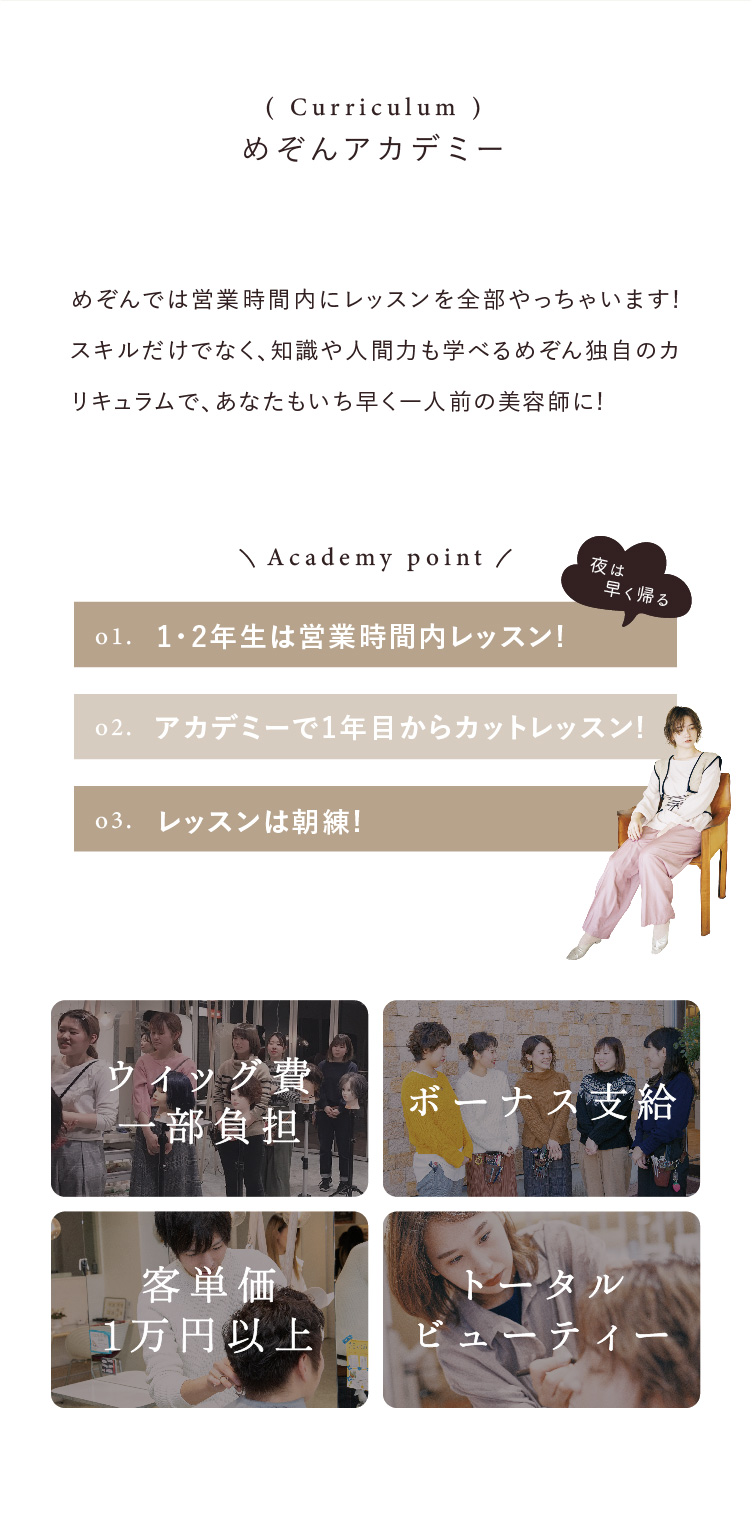 ( Curriculum )
めぞんアカデミー
めぞんでは営業時間内にレッスンを全部やっちゃいます!
スキルだけでなく、知識や人間力も学べるめぞん独自のカ
リキュラムで、あなたもいち早く一人前の美容師に!
\ Academy point /
夜は
早く帰る
01. 1・2年生は営業時間内レッスン!
02. アカデミーで1年目からカットレッスン!
03. レッスンは朝練!
ウィッグ費
一部負担
ボーナス支給
客単価
1万円以上
トータル
ビューティー